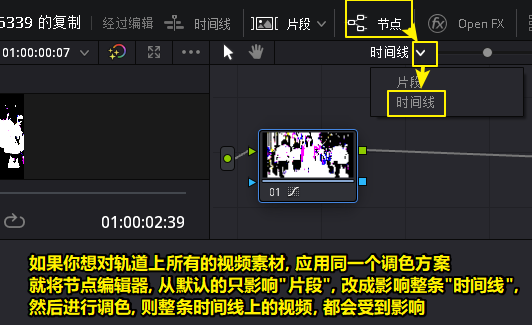 5339 的复制 经过编辑 时间线 片段 节点 fx Open FX
01:00:00:07 时间线
片段
时间线
01
01:00:02:39
如果你想对轨道上所有的视频素材, 应用同一个调色方案
就将节点编辑器, 从默认的只影响"片段", 改成影响整条"时间线",
然后进行调色, 则整条时间线上的视频, 都会受到影响